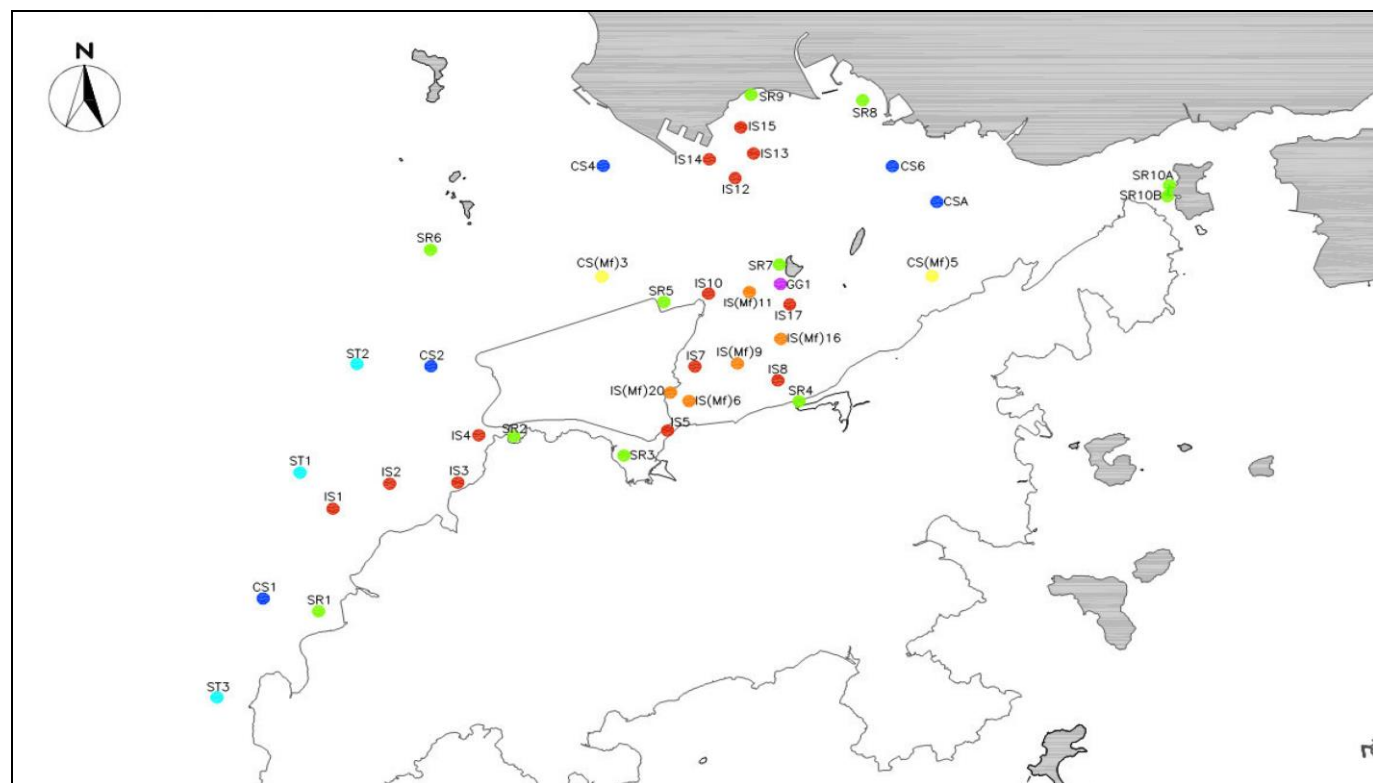 N
SR9
SR8
IS15
IS14
IS13
IS12
CS4
CS6
CSA
SR10A
SR10B
SR6
CS(Mf)3
SR7
CS(Mf)5
GG1
SR5
IS10
IS(Mf)11
IS17
IS(Mf)16
ST2
CS2
IS7
IS(Mf)9
IS8
IS(Mf)20
IS(Mf)6
SR4
IS4
SR2
IS5
SR3
ST1
IS2
IS3
IS1
CS1
SR1
ST3